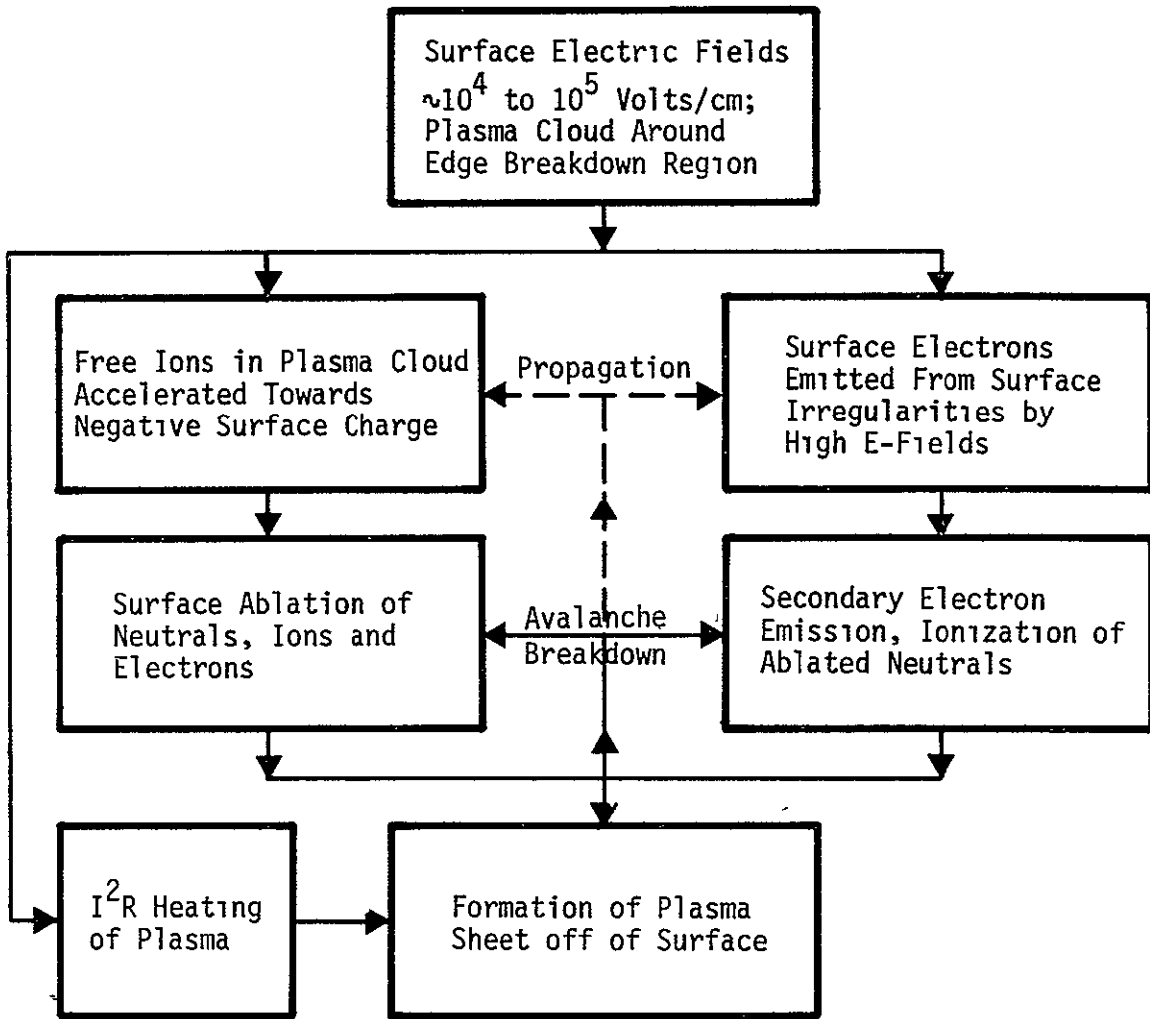 Surface Electric Fields
~10^4 to 10^5 Volts/cm;
Plasma Cloud Around
Edge Breakdown Region
Free Ions in Plasma Cloud
Accelerated Towards
Negative Surface Charge
Propagation
Surface Electrons
Emitted From Surface
Irregularities by
High E-Fields
Surface Ablation of
Neutrals, Ions and
Electrons
Avalanche
Breakdown
Secondary Electron
Emission, Ionization of
Ablated Neutrals
I^2R Heating
of Plasma
Formation of Plasma
Sheet off of Surface